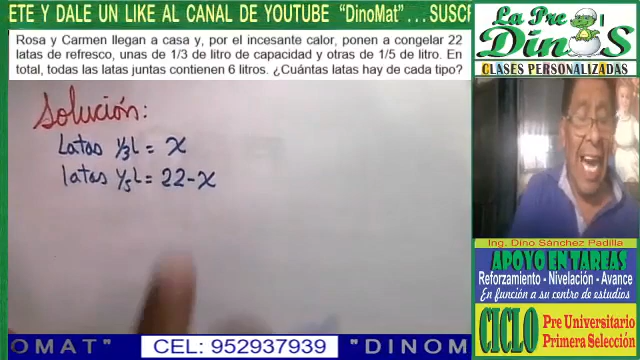 ETE Y DALE UN LIKE AL CANAL DE YOUTUBE "DinoMat"...SUSC
Rosa y Carmen llegan a casa y, por el incesante calor, ponen a congelar 22
latas de refresco, unas de 1/3 de litro de capacidad y otras de 1/5 de litro. En
total, todas las latas juntas contienen 6 litros. ¿Cuántas latas hay de cada tipo?
Solución:
Latas 1/3 L = x
latas 1/5 L = 22-x
OMAT" "DINOM
CEL: 952937939
La Pre
DinoS
CLASES PERSONALIZADAS
Ing. Dino Sánchez Padilla
APOYO EN TAREAS
Reforzamiento - Nivelación - Avance
En función a su centro de estudios
CICLO Pre Universitario
Primera Selección